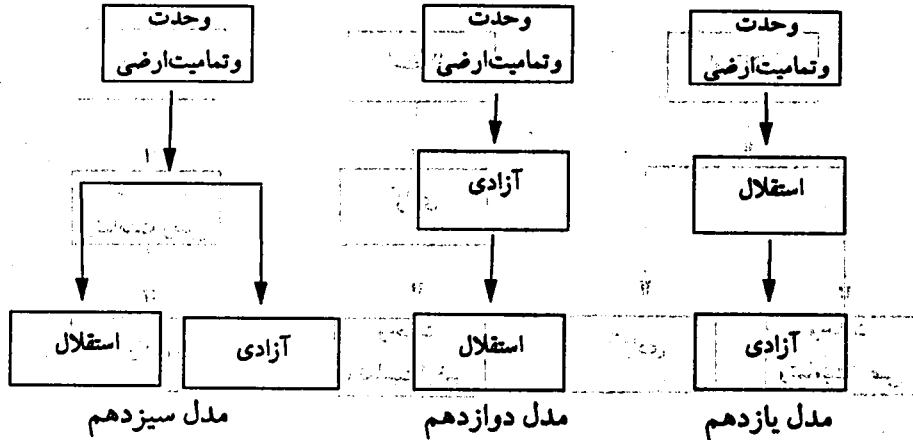 وحدت
وتمامیت‌ارضی
استقلال
آزادی
مدل یازدهم
وحدت
وتمامیت‌ارضی
آزادی
استقلال
مدل دوازدهم
وحدت
وتمامیت‌ارضی
آزادی
استقلال
مدل سیزدهم